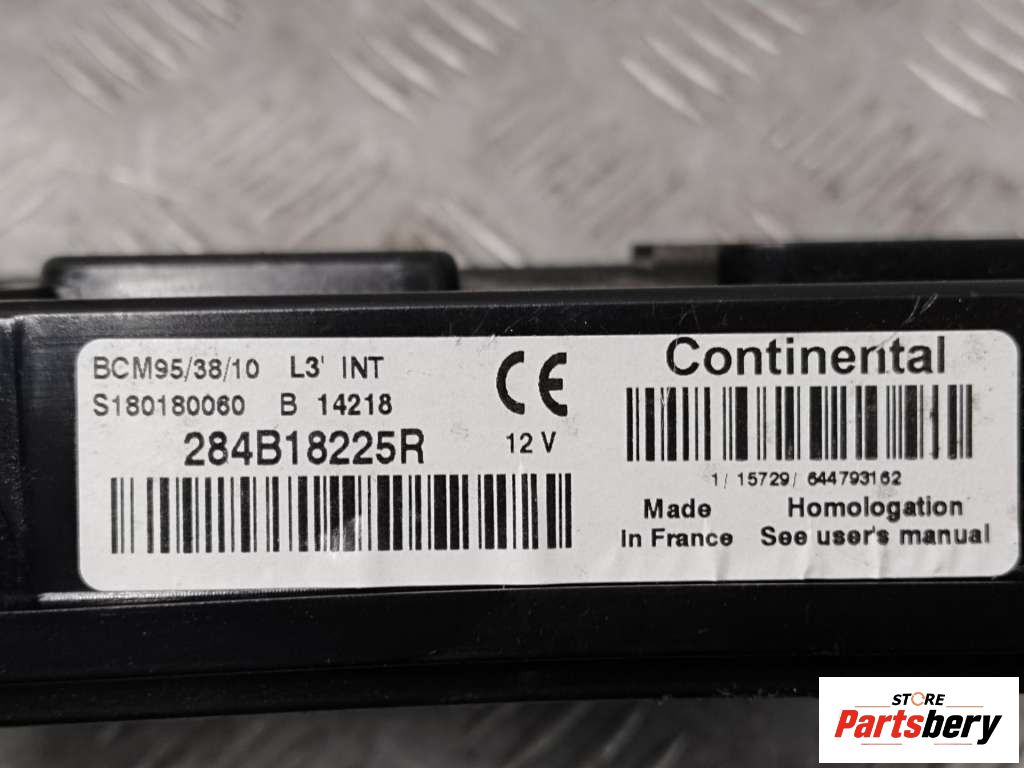 BCM95/38/10 L3' INT
S180180060 B 14218
284B18225R
CE
12 V
Continental
1/ 15729/ 644793162
Made
In France
Homologation
See user's manual
STORE
Partsbery